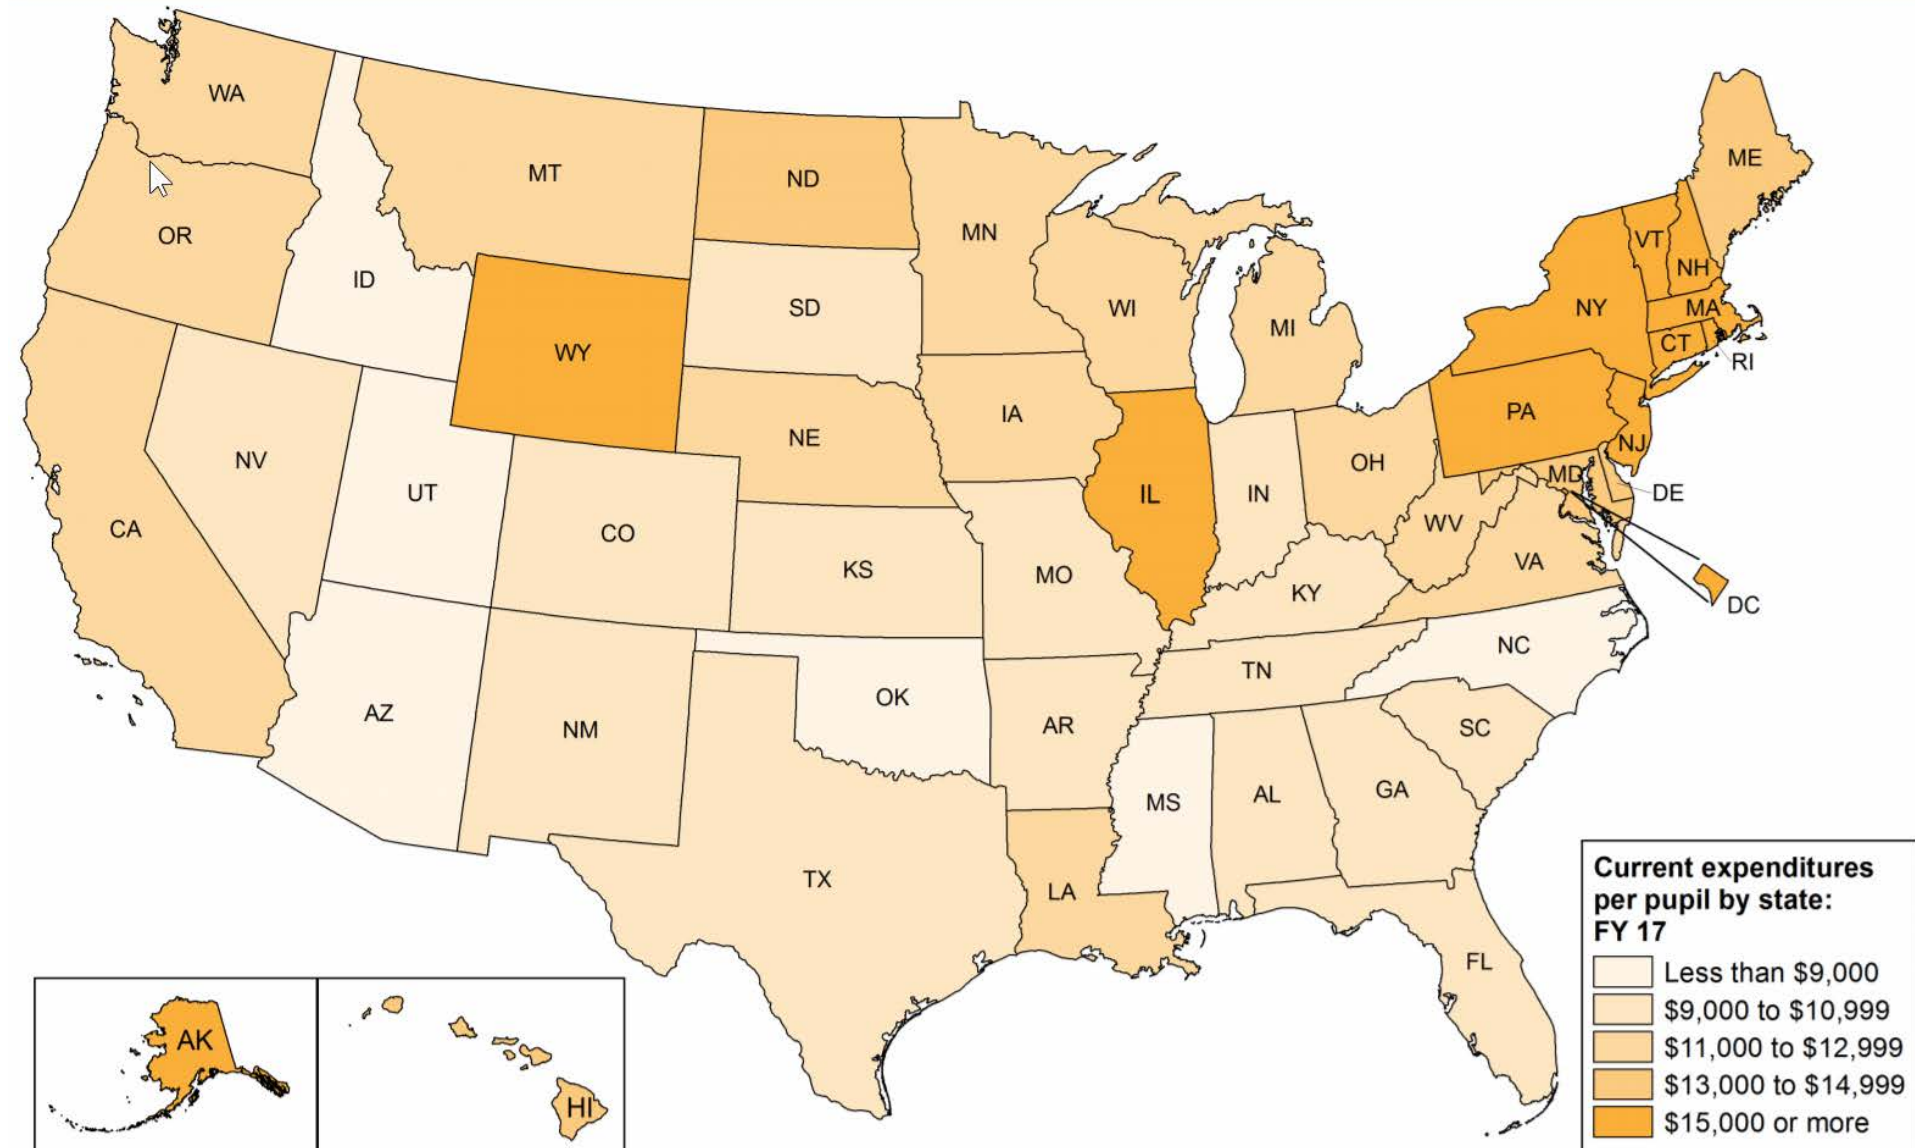 WA
MT
ND
MN
ME
OR
ID
SD
WI
MI
VT
NH
NY
MA
CT
RI
WY
IA
NE
PA
NJ
NV
UT
CO
CA
KS
MO
IL
IN
OH
MD
DE
WV
VA
KY
DC
AZ
NM
OK
AR
TN
NC
SC
MS
AL
GA
TX
LA
FL
AK
HI
Current expenditures
per pupil by state:
FY 17
Less than $9,000
$9,000 to $10,999
$11,000 to $12,999
$13,000 to $14,999
$15,000 or more